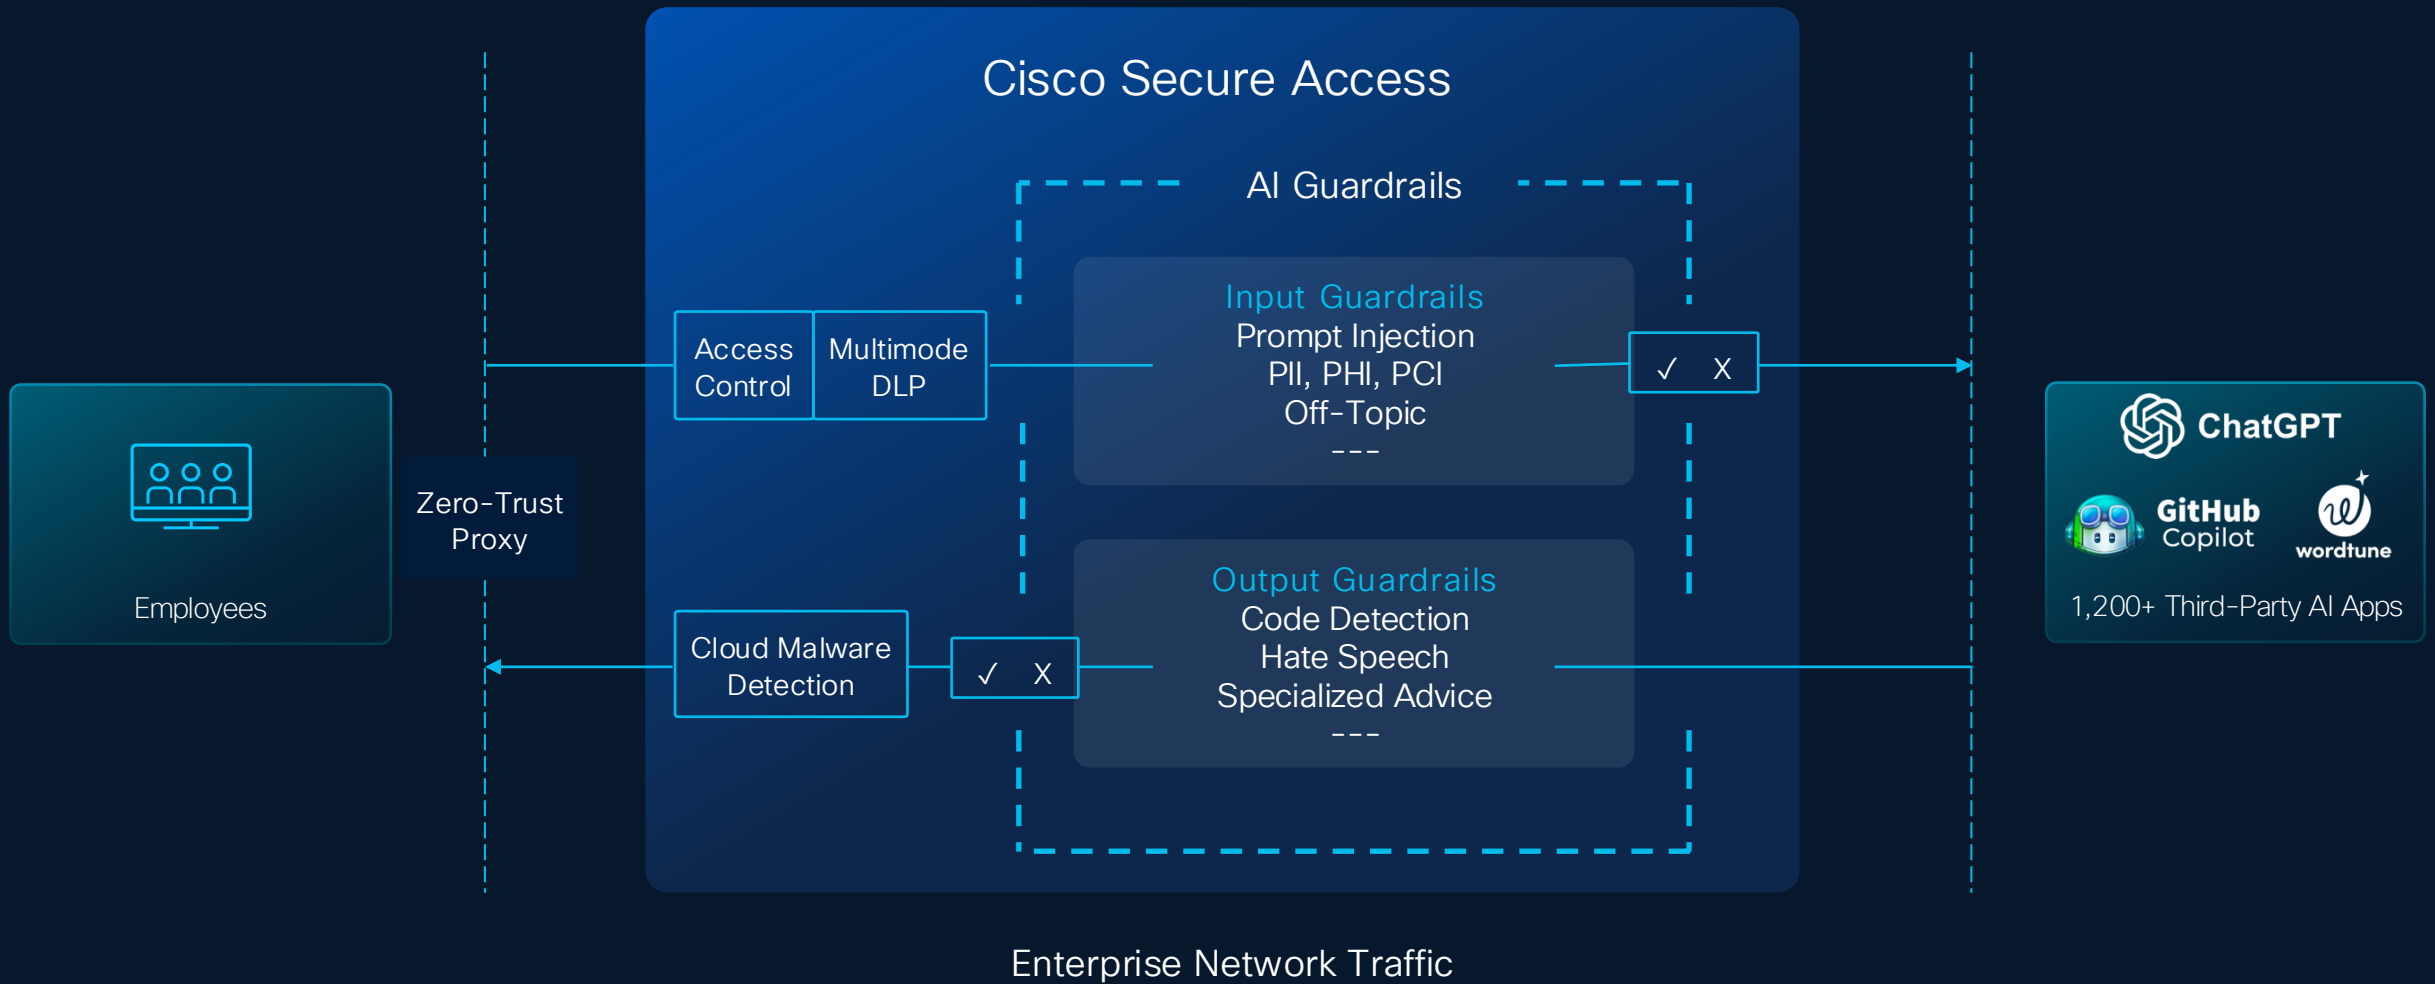 Cisco Secure Access
AI Guardrails
Input Guardrails
Prompt Injection
PII, PHI, PCI
Off-Topic
---
Access
Control
Multimode
DLP
✓ X
Zero-Trust
Proxy
Employees
Output Guardrails
Code Detection
Hate Speech
Specialized Advice
---
Cloud Malware
Detection
✓ X
ChatGPT
GitHub
Copilot
wordtune
1,200+ Third-Party AI Apps
Enterprise Network Traffic